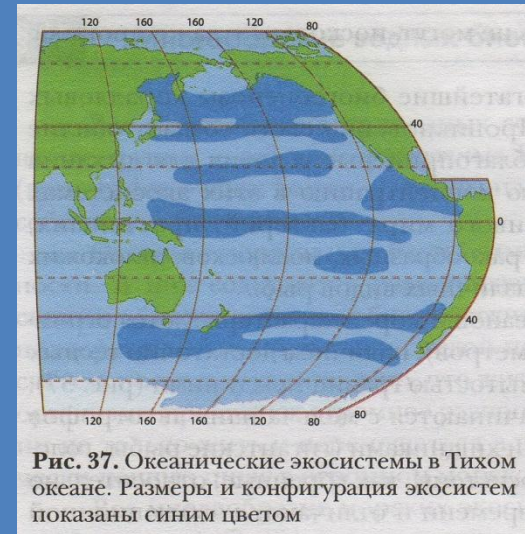 120 160 160 120 80
40
0
40
120 160 160 120 80 80
Рис. 37. Океанические экосистемы в Тихом
океане. Размеры и конфигурация экосистем
показаны синим цветом